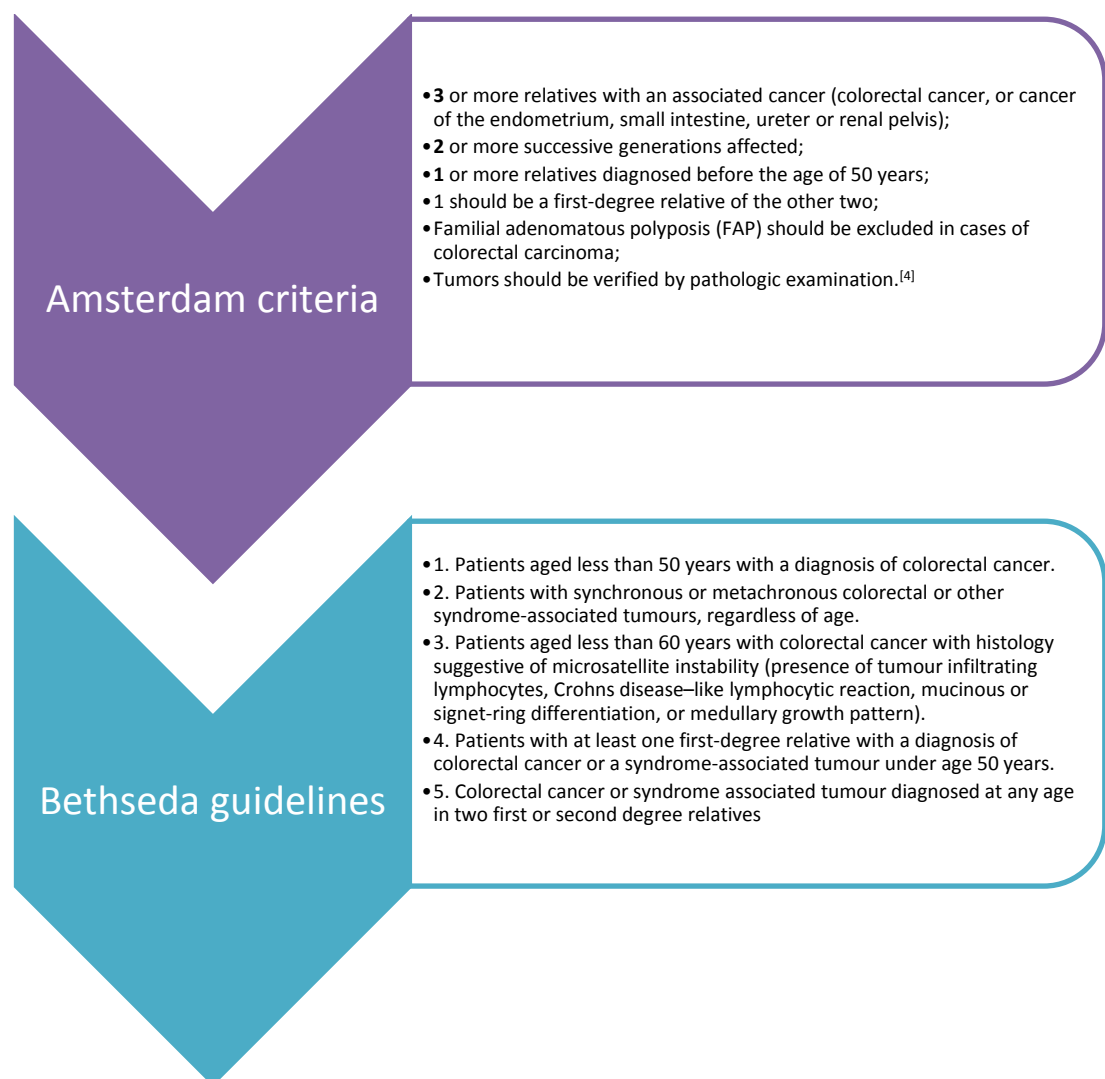 Amsterdam criteria
•3 or more relatives with an associated cancer (colorectal cancer, or cancer
of the endometrium, small intestine, ureter or renal pelvis);
•2 or more successive generations affected;
•1 or more relatives diagnosed before the age of 50 years;
•1 should be a first-degree relative of the other two;
•Familial adenomatous polyposis (FAP) should be excluded in cases of
colorectal carcinoma;
•Tumors should be verified by pathologic examination.[4]
Bethseda guidelines
•1. Patients aged less than 50 years with a diagnosis of colorectal cancer.
•2. Patients with synchronous or metachronous colorectal or other
syndrome-associated tumours, regardless of age.
•3. Patients aged less than 60 years with colorectal cancer with histology
suggestive of microsatellite instability (presence of tumour infiltrating
lymphocytes, Crohns disease–like lymphocytic reaction, mucinous or
signet-ring differentiation, or medullary growth pattern).
•4. Patients with at least one first-degree relative with a diagnosis of
colorectal cancer or a syndrome-associated tumour under age 50 years.
•5. Colorectal cancer or syndrome associated tumour diagnosed at any age
in two first or second degree relatives